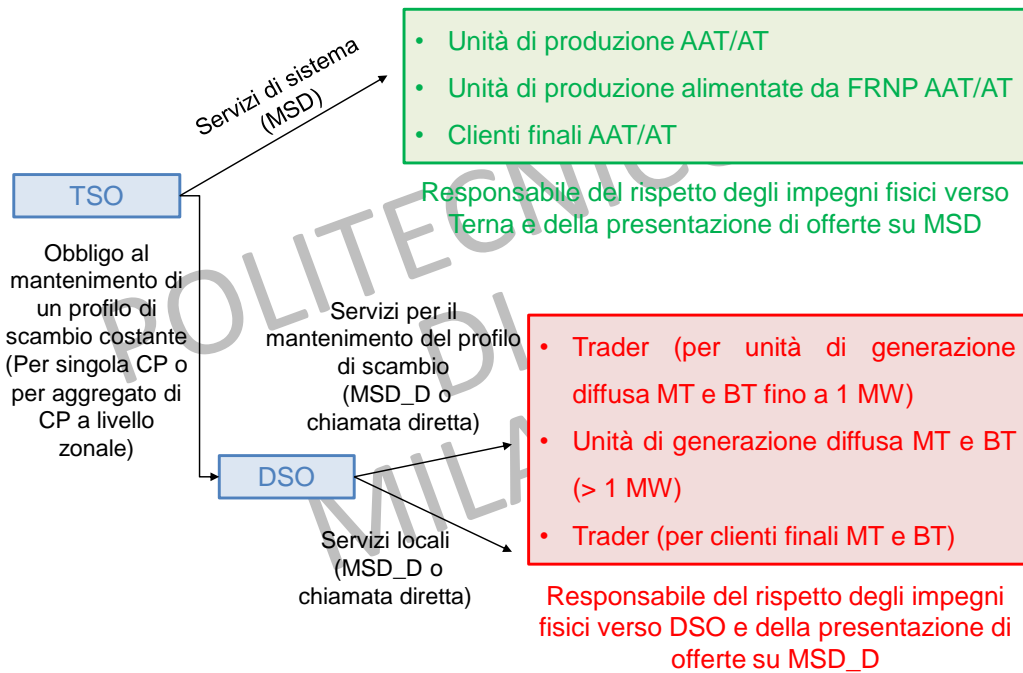 Servizi di sistema
(MSD)
• Unità di produzione AAT/AT
• Unità di produzione alimentate da FRNP AAT/AT
• Clienti finali AAT/AT
TSO
Responsabile del rispetto degli impegni fisici verso
Terna e della presentazione di offerte su MSD
Obbligo al
mantenimento di
un profilo di
scambio costante
(Per singola CP o
per aggregato di
CP a livello
zonale)
Servizi per il
mantenimento del profilo
di scambio
(MSD_D o
chiamata diretta)
• Trader (per unità di generazione
diffusa MT e BT fino a 1 MW)
• Unità di generazione diffusa MT e BT
(> 1 MW)
• Trader (per clienti finali MT e BT)
DSO
Servizi locali
(MSD_D o
chiamata diretta)
Responsabile del rispetto degli impegni
fisici verso DSO e della presentazione di
offerte su MSD_D
POLITECNICO
DI